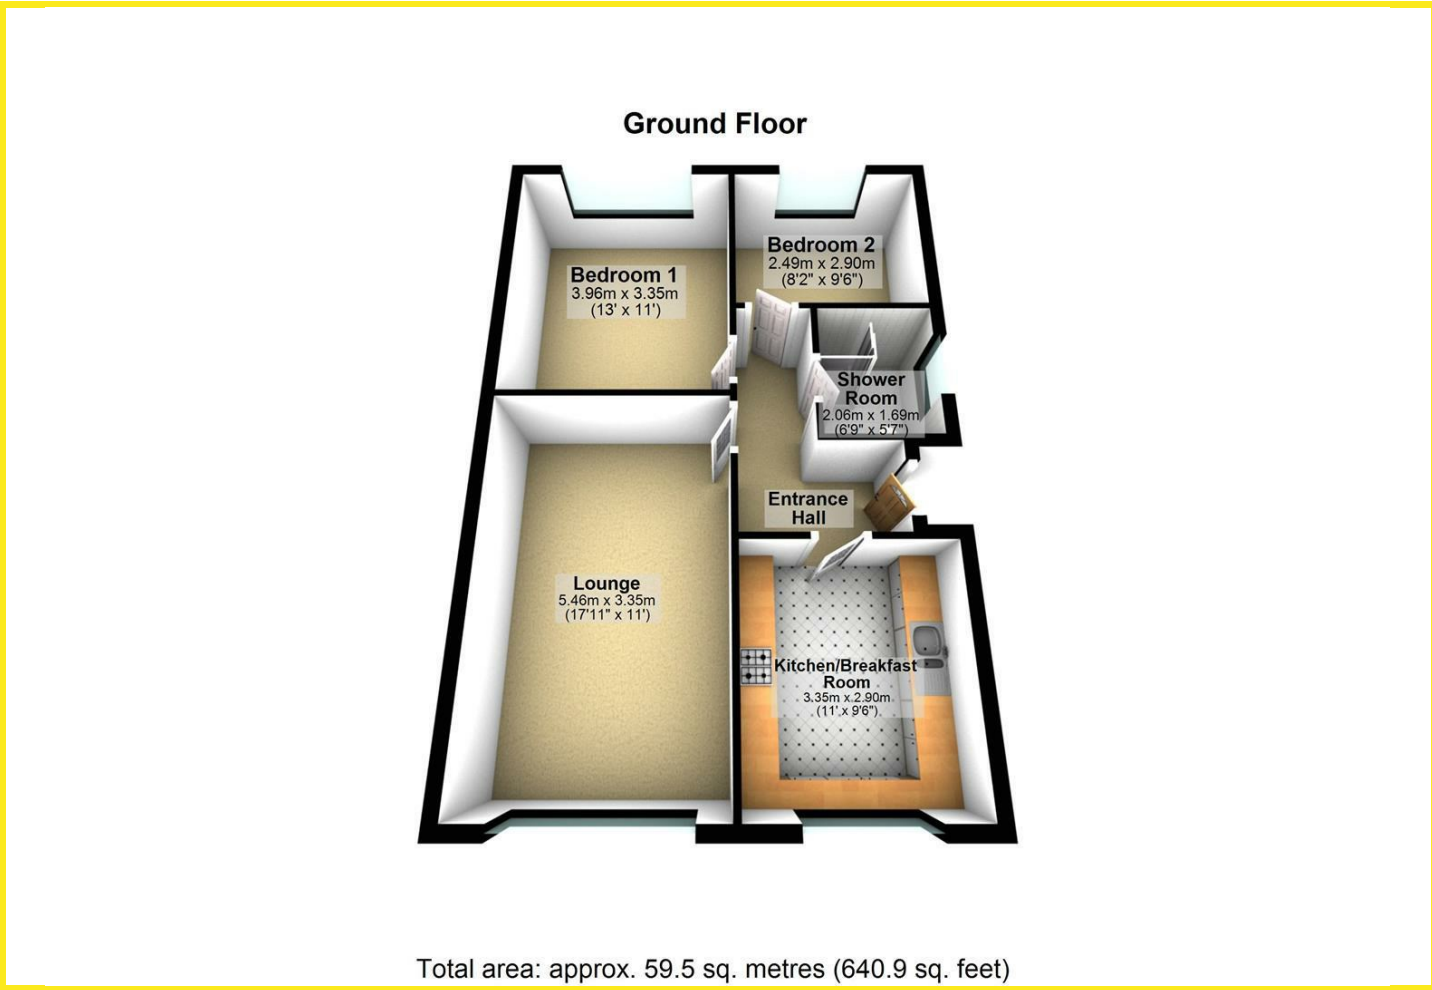 Ground Floor
Bedroom 1
3.96m x 3.35m
(13' x 11')
Bedroom 2
2.49m x 2.90m
(8'2" x 9'6")
Shower
Room
2.06m x 1.69m
(6'9" x 5'7")
Entrance
Hall
Lounge
5.46m x 3.35m
(17'11" x 11')
Kitchen/Breakfast
Room
3.35m x 2.90m
(11' x 9'6")
Total area: approx. 59.5 sq. metres (640.9 sq. feet)